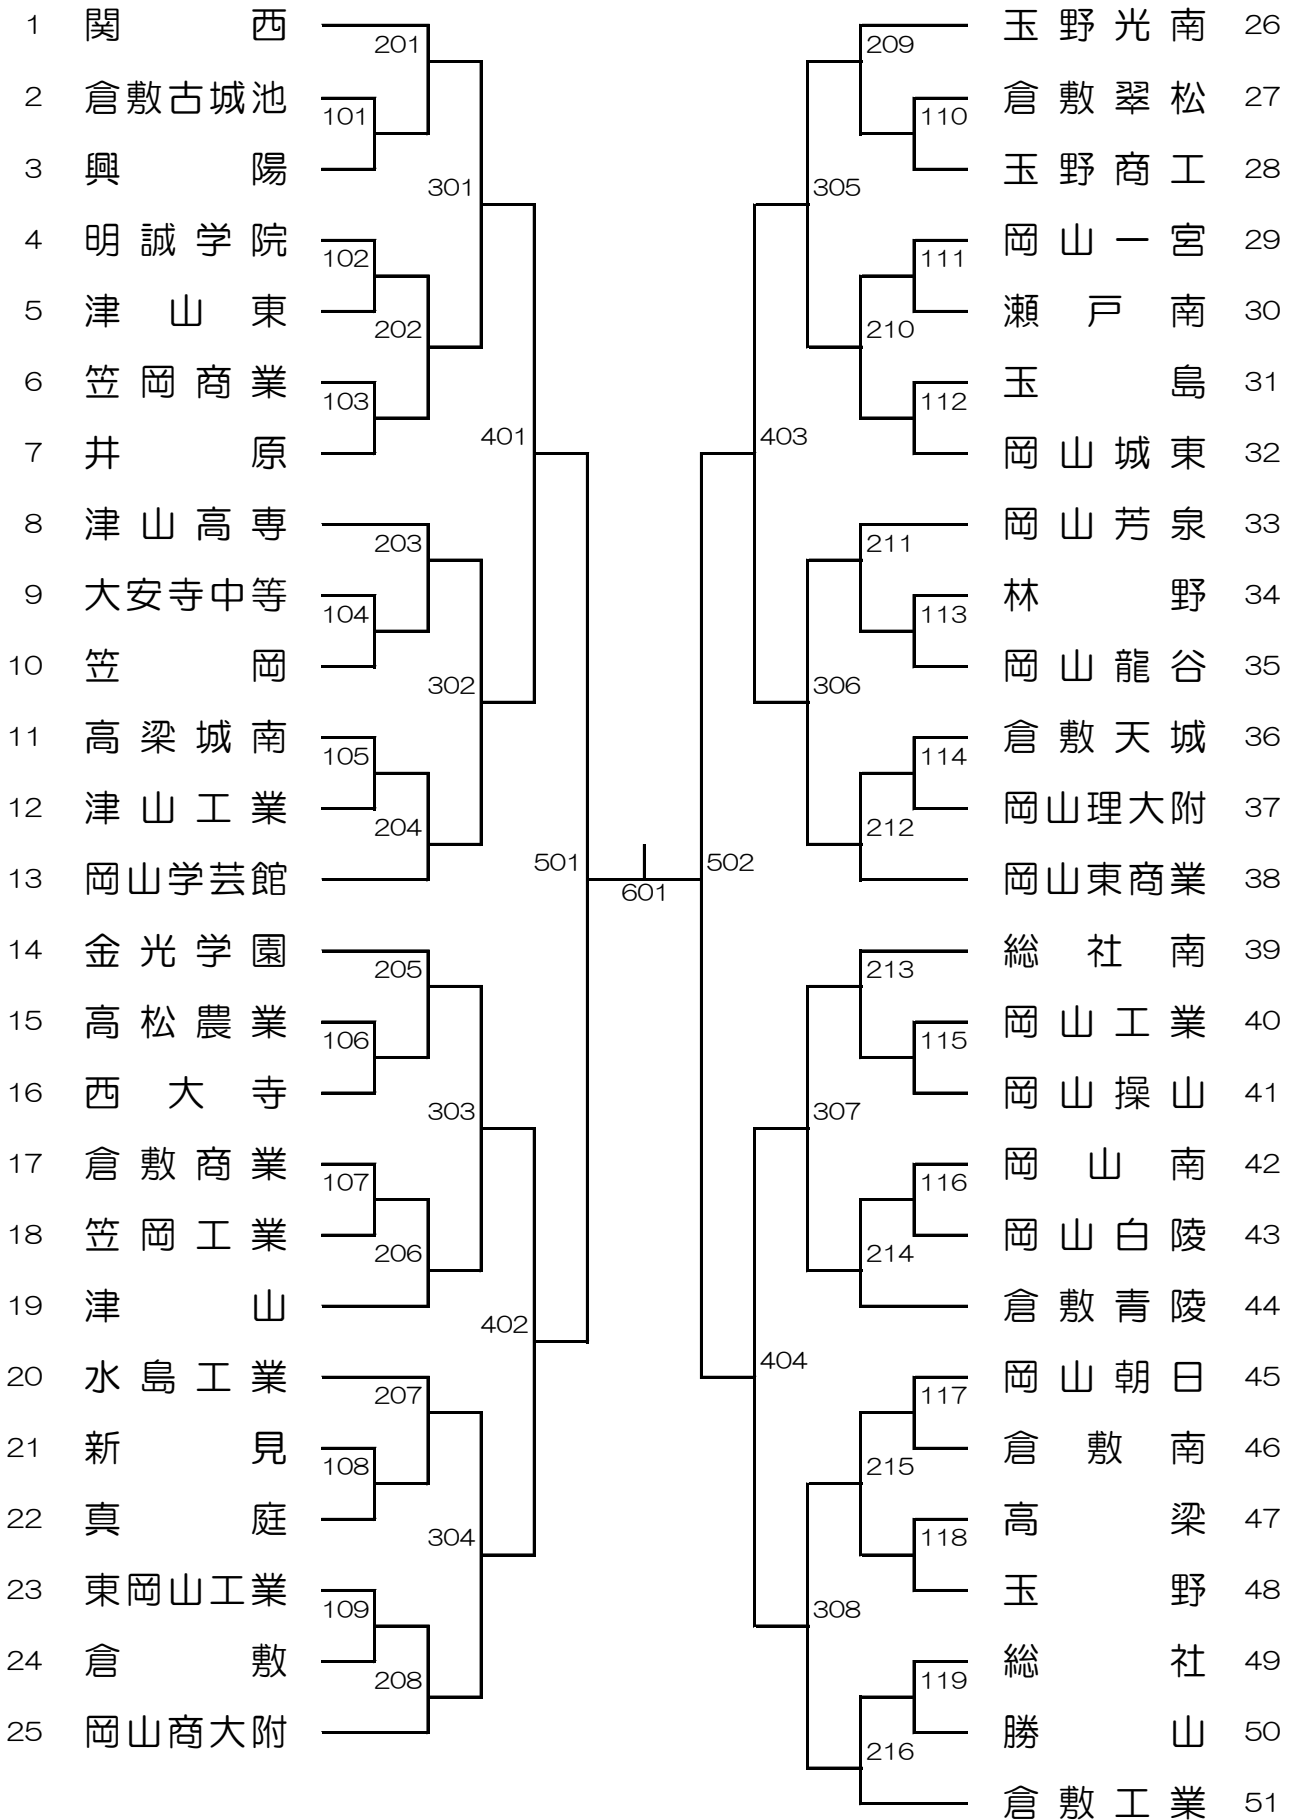 1 関西
2 倉敷古城池
3 興陽
4 明誠学院
5 津山東
6 笠岡商業
7 井原
8 津山高専
9 大安寺中等
10 笠岡
11 高梁城南
12 津山工業
13 岡山学芸館
14 金光学園
15 高松農業
16 西大寺
17 倉敷商業
18 笠岡工業
19 津山
20 水島工業
21 新見
22 真庭
23 東岡山工業
24 倉敷
25 岡山商大附
101
102
103
104
105
106
107
108
109
201
202
203
204
205
206
207
208
301
302
303
304
401
402
501
601
502
403
404
305
306
307
308
209
210
211
212
213
214
215
216
110
111
112
113
114
115
116
117
118
119
玉野光南 26
倉敷翠松 27
玉野商工 28
岡山一宮 29
瀬戸南 30
玉島 31
岡山城東 32
岡山芳泉 33
林野 34
岡山龍谷 35
倉敷天城 36
岡山理大附 37
岡山東商業 38
総社南 39
岡山工業 40
岡山操山 41
岡山南 42
岡山白陵 43
倉敷青陵 44
岡山朝日 45
倉敷南 46
高梁 47
玉野 48
総社 49
勝山 50
倉敷工業 51